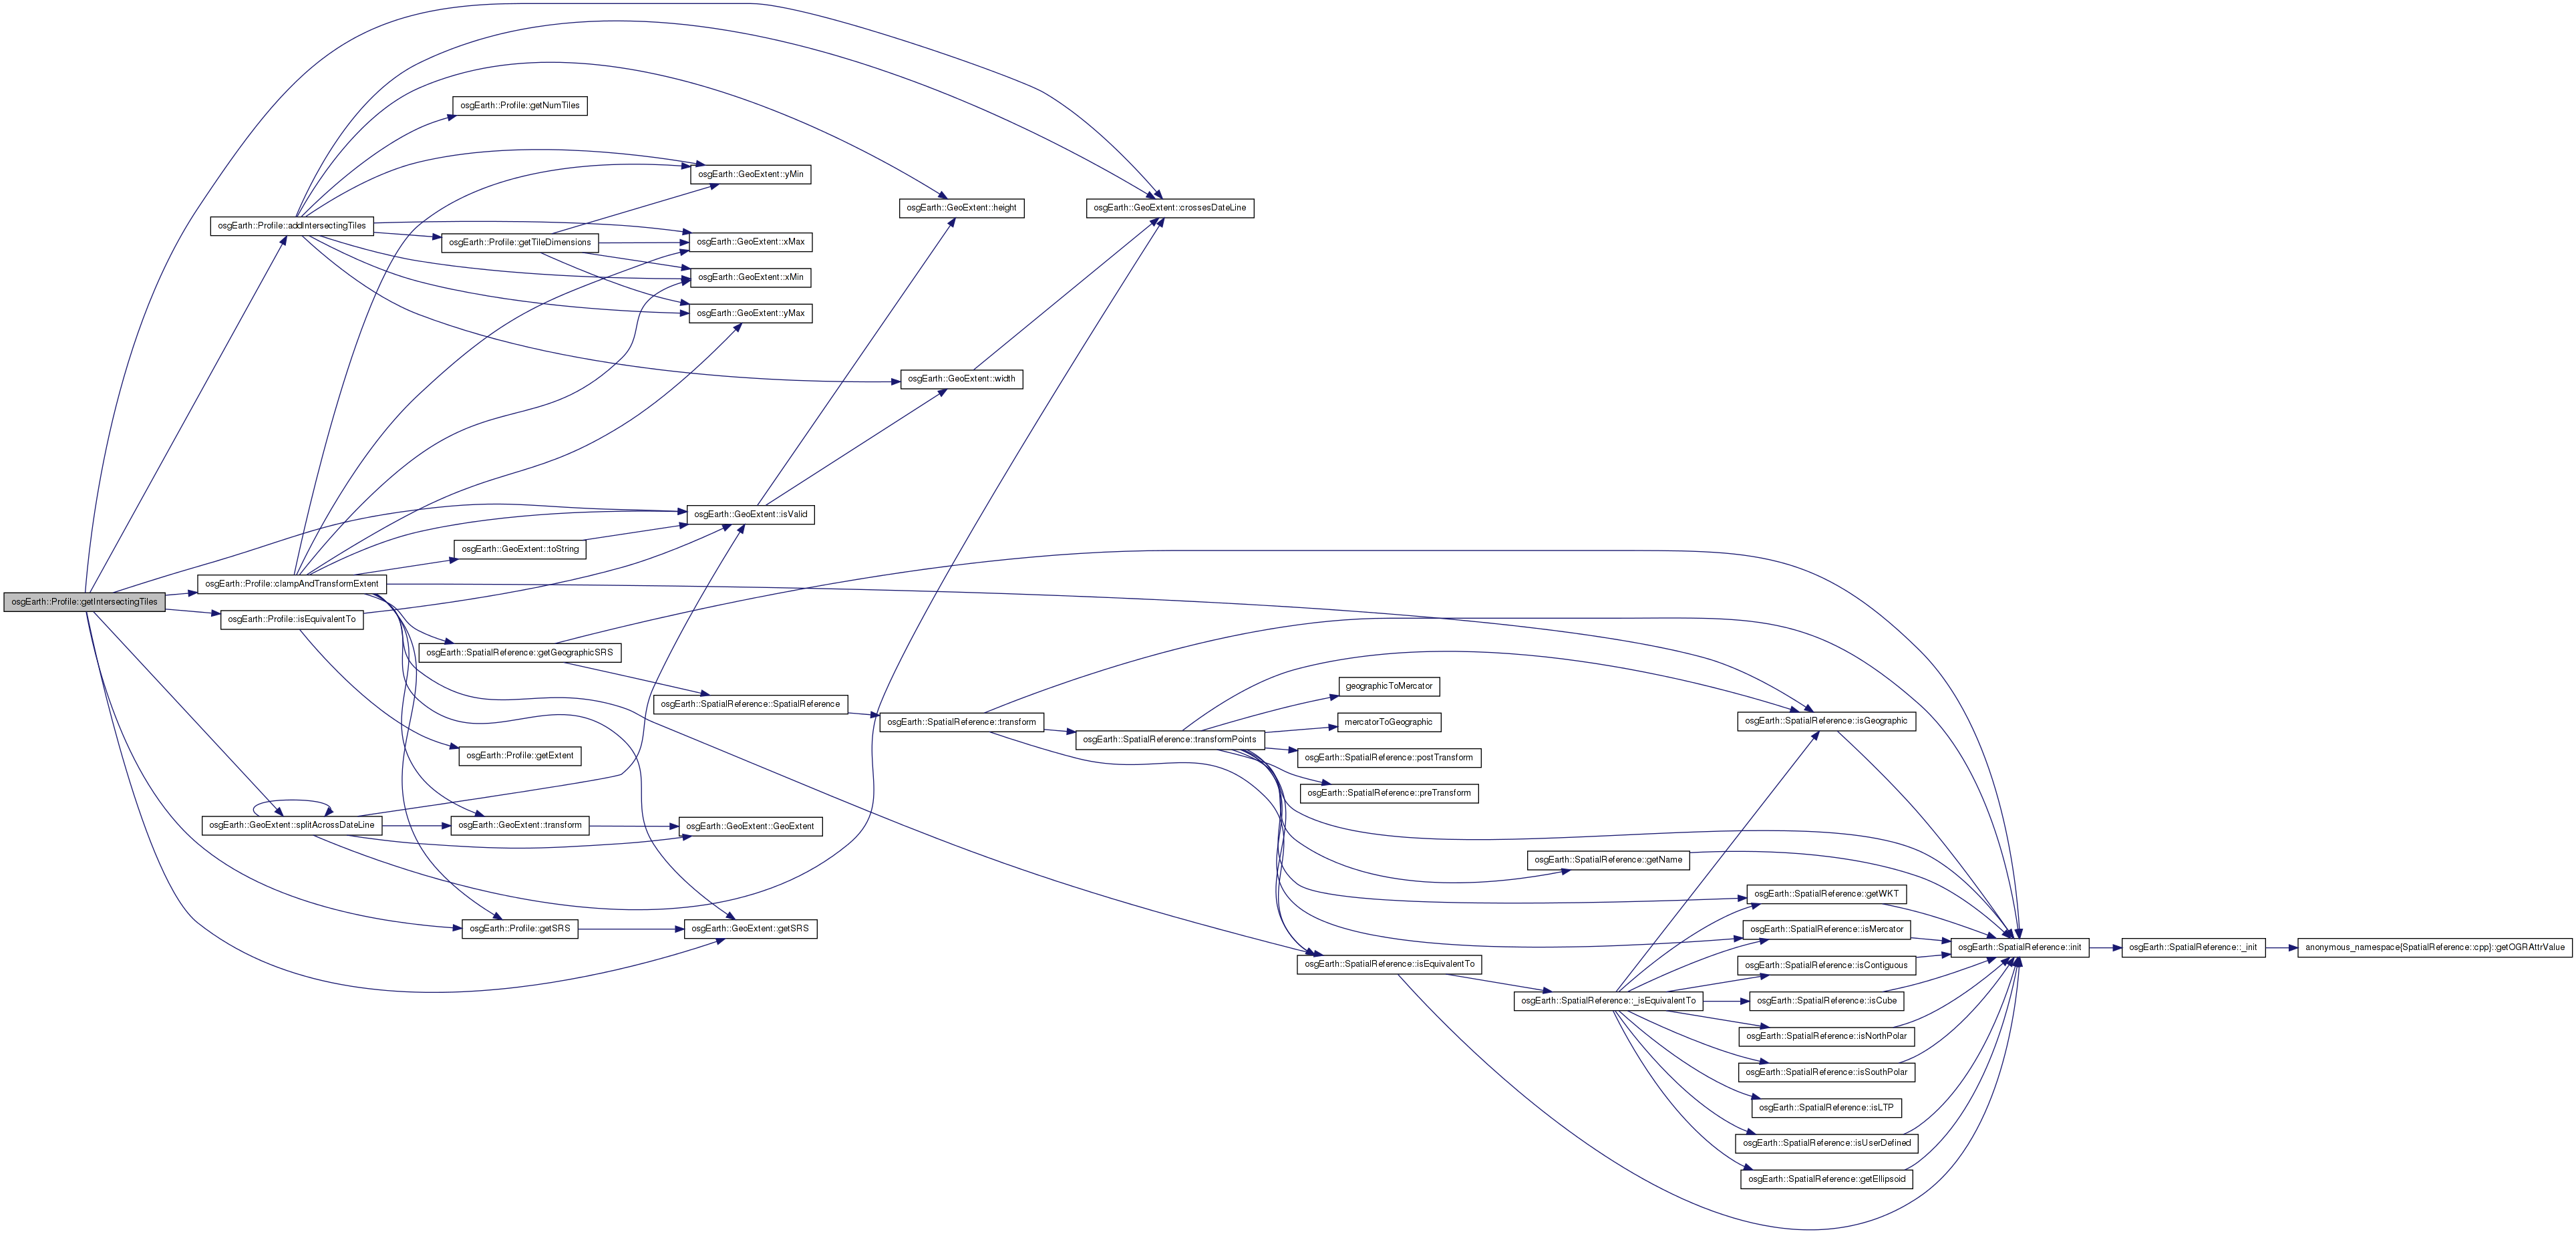 osgEarth::Profile::getIntersectingTiles
osgEarth::Profile::addIntersectingTiles
osgEarth::Profile::clampAndTransformExtent
osgEarth::Profile::isEquivalentTo
osgEarth::GeoExtent::splitAcrossDateLine
osgEarth::Profile::getNumTiles
osgEarth::Profile::getTileDimensions
osgEarth::GeoExtent::toString
osgEarth::SpatialReference::getGeographicSRS
osgEarth::Profile::getExtent
osgEarth::GeoExtent::transform
osgEarth::Profile::getSRS
osgEarth::GeoExtent::yMin
osgEarth::GeoExtent::xMax
osgEarth::GeoExtent::xMin
osgEarth::GeoExtent::yMax
osgEarth::GeoExtent::isValid
osgEarth::SpatialReference::SpatialReference
osgEarth::GeoExtent::GeoExtent
osgEarth::GeoExtent::getSRS
osgEarth::GeoExtent::height
osgEarth::GeoExtent::width
osgEarth::SpatialReference::transform
osgEarth::GeoExtent::crossesDateLine
osgEarth::SpatialReference::transformPoints
geographicToMercator
mercatorToGeographic
osgEarth::SpatialReference::postTransform
osgEarth::SpatialReference::preTransform
osgEarth::SpatialReference::isEquivalentTo
osgEarth::SpatialReference::getName
osgEarth::SpatialReference::_isEquivalentTo
osgEarth::SpatialReference::isGeographic
osgEarth::SpatialReference::getWKT
osgEarth::SpatialReference::isMercator
osgEarth::SpatialReference::isContiguous
osgEarth::SpatialReference::isCube
osgEarth::SpatialReference::isNorthPolar
osgEarth::SpatialReference::isSouthPolar
osgEarth::SpatialReference::isLTP
osgEarth::SpatialReference::isUserDefined
osgEarth::SpatialReference::getEllipsoid
osgEarth::SpatialReference::init
osgEarth::SpatialReference::_init
anonymous_namespace{SpatialReference::cpp}::getOGRAttrValue